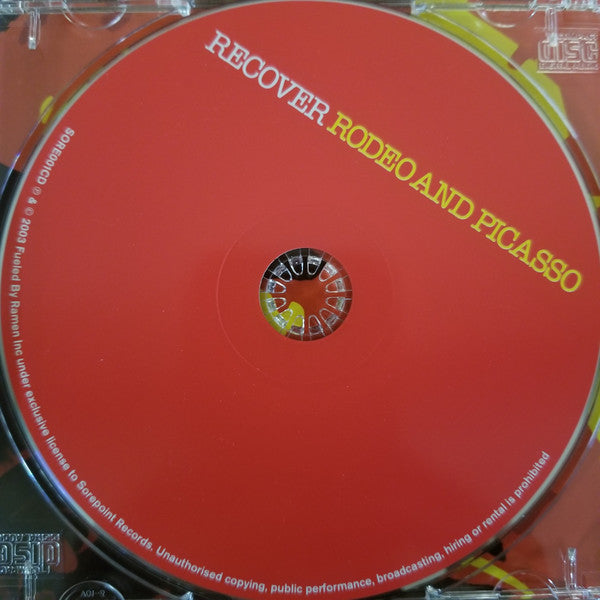 RECOVER RODEO AND PICASSO
SORE001CD ℗ & © 2003 Fueled By Ramen Inc under exclusive license to Sorepoint Records. Unauthorised copying, public performance, broadcasting, hiring or rental is prohibited
DISC